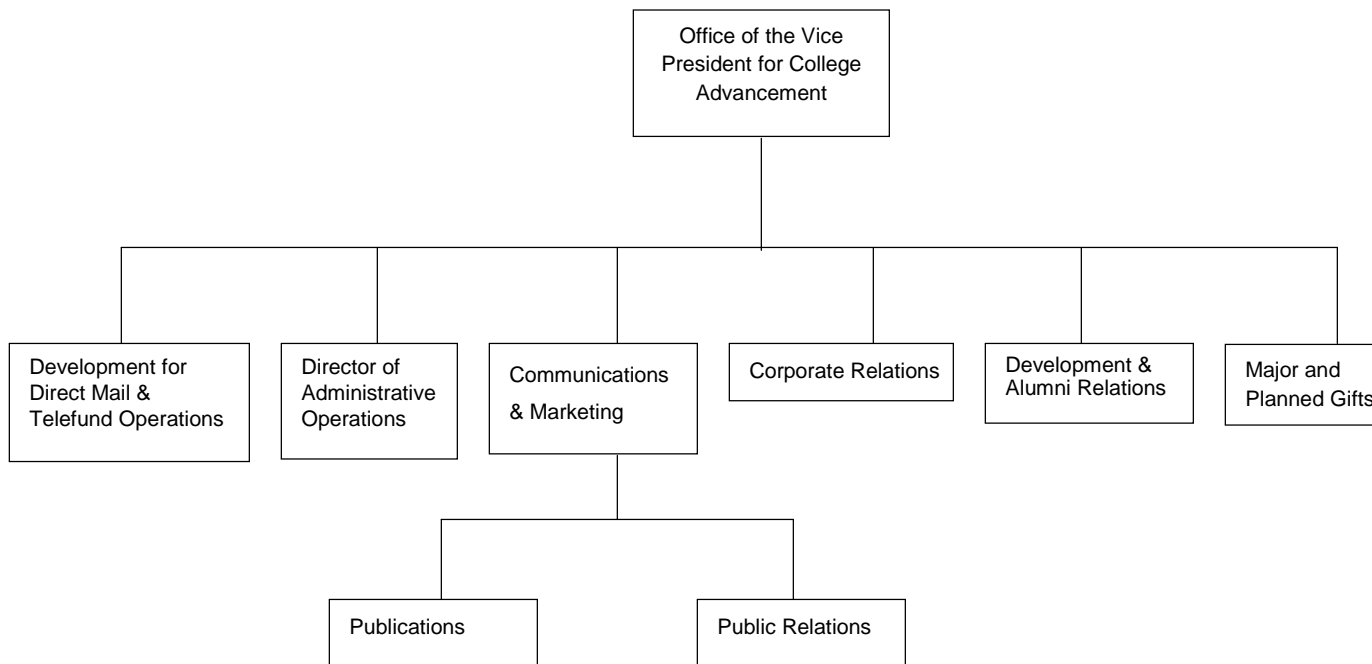 Office of the Vice
President for College
Advancement
Development for
Direct Mail &
Telefund Operations
Director of
Administrative
Operations
Communications
& Marketing
Corporate Relations
Development &
Alumni Relations
Major and
Planned Gifts
Publications
Public Relations